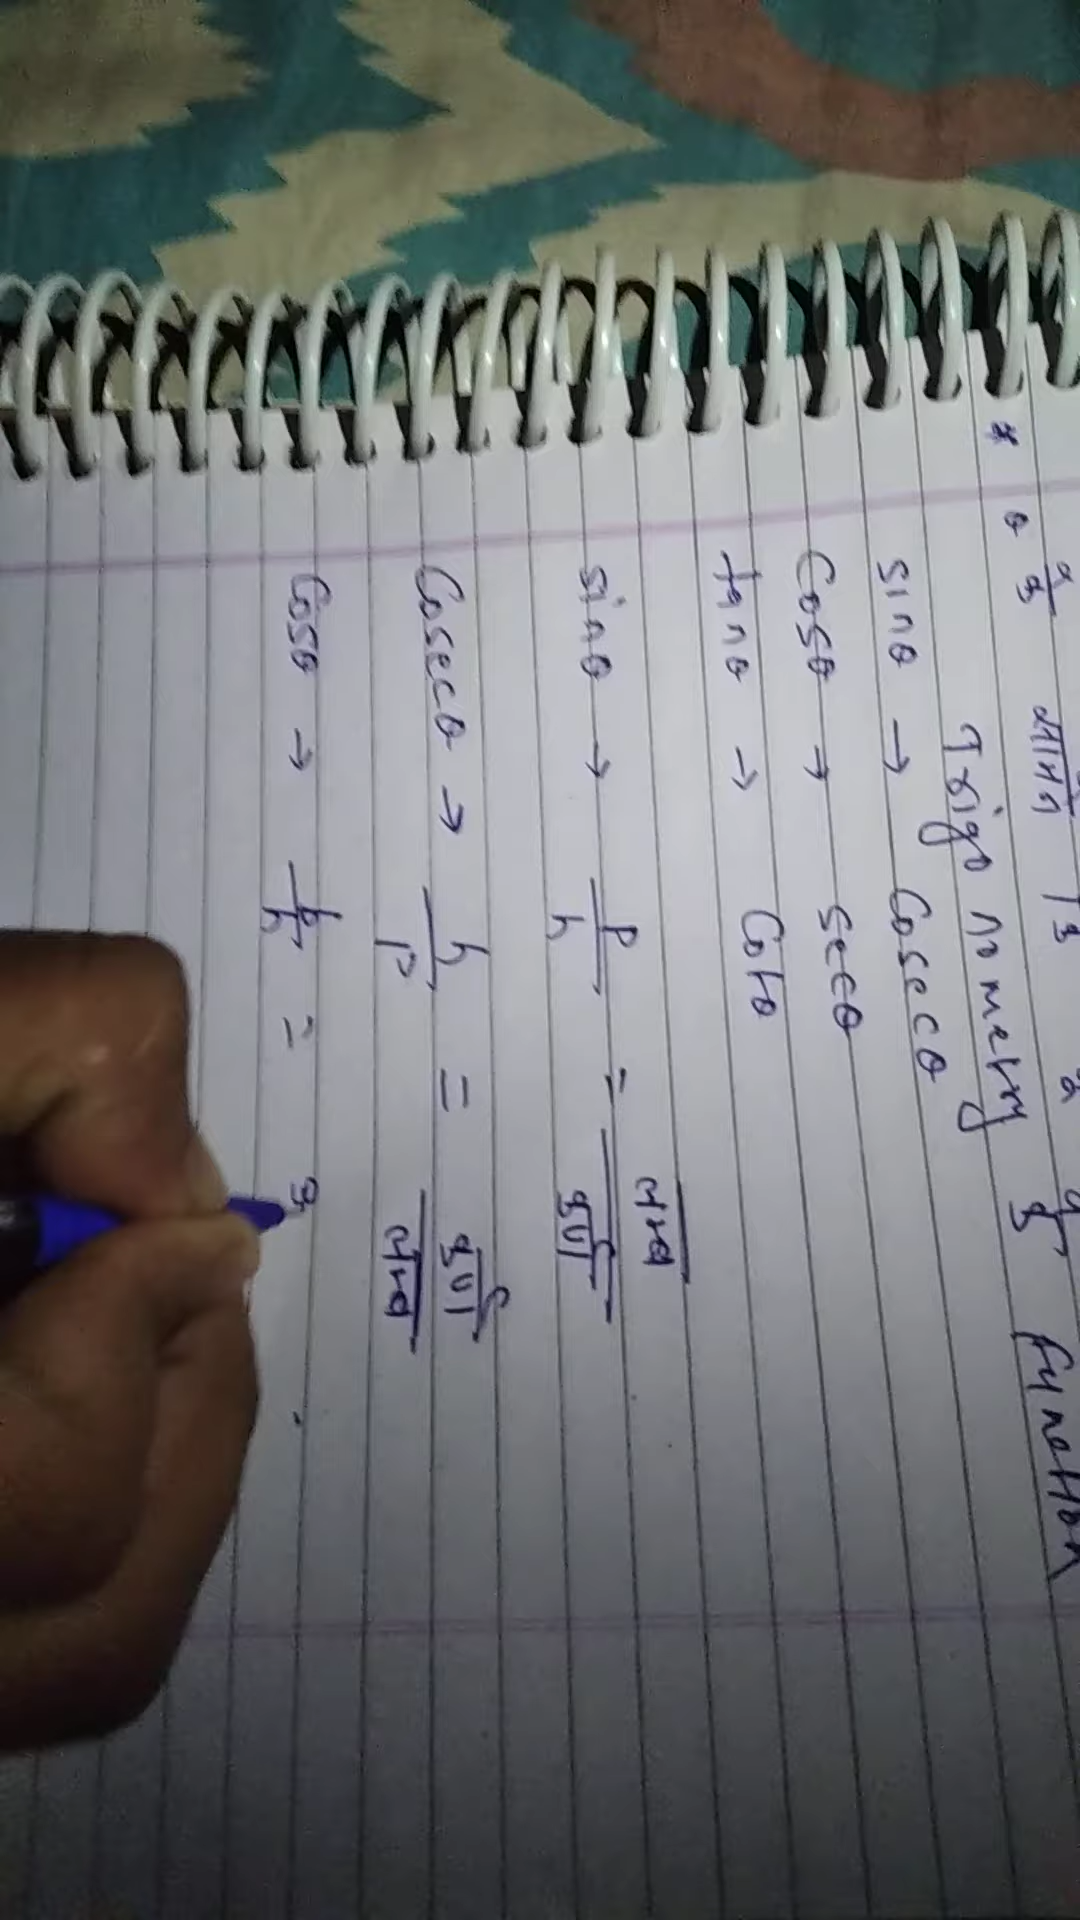 * θ के मानों
Trigonometry के function
sinθ → Cosecθ
Cosθ → secθ
tanθ → Cotθ
sinθ → p/h = लम्ब/कर्ण
Cosecθ → h/p = कर्ण/लम्ब
Cosθ → b/h =